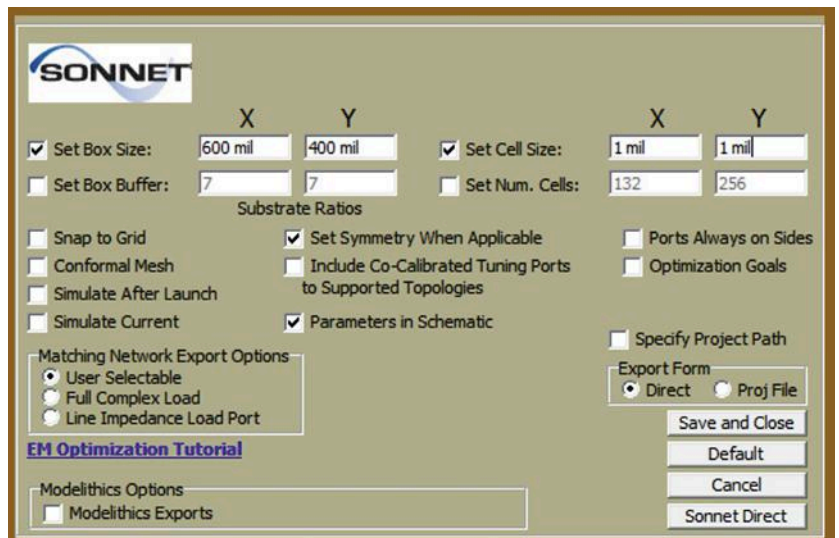 SONNET
X Y X Y
Set Box Size: 600 mil 400 mil Set Cell Size: 1 mil 1 mil
Set Box Buffer: 7 7 Set Num. Cells: 132 256
Substrate Ratios
Snap to Grid Set Symmetry When Applicable Ports Always on Sides
Conformal Mesh Include Co-Calibrated Tuning Ports Optimization Goals
to Supported Topologies
Simulate After Launch
Simulate Current Parameters in Schematic
Specify Project Path
Matching Network Export Options
User Selectable
Full Complex Load
Line Impedance Load Port
Export Form
Direct Proj File
Save and Close
EM Optimization Tutorial
Default
Cancel
Modelithics Options
Modelithics Exports
Sonnet Direct